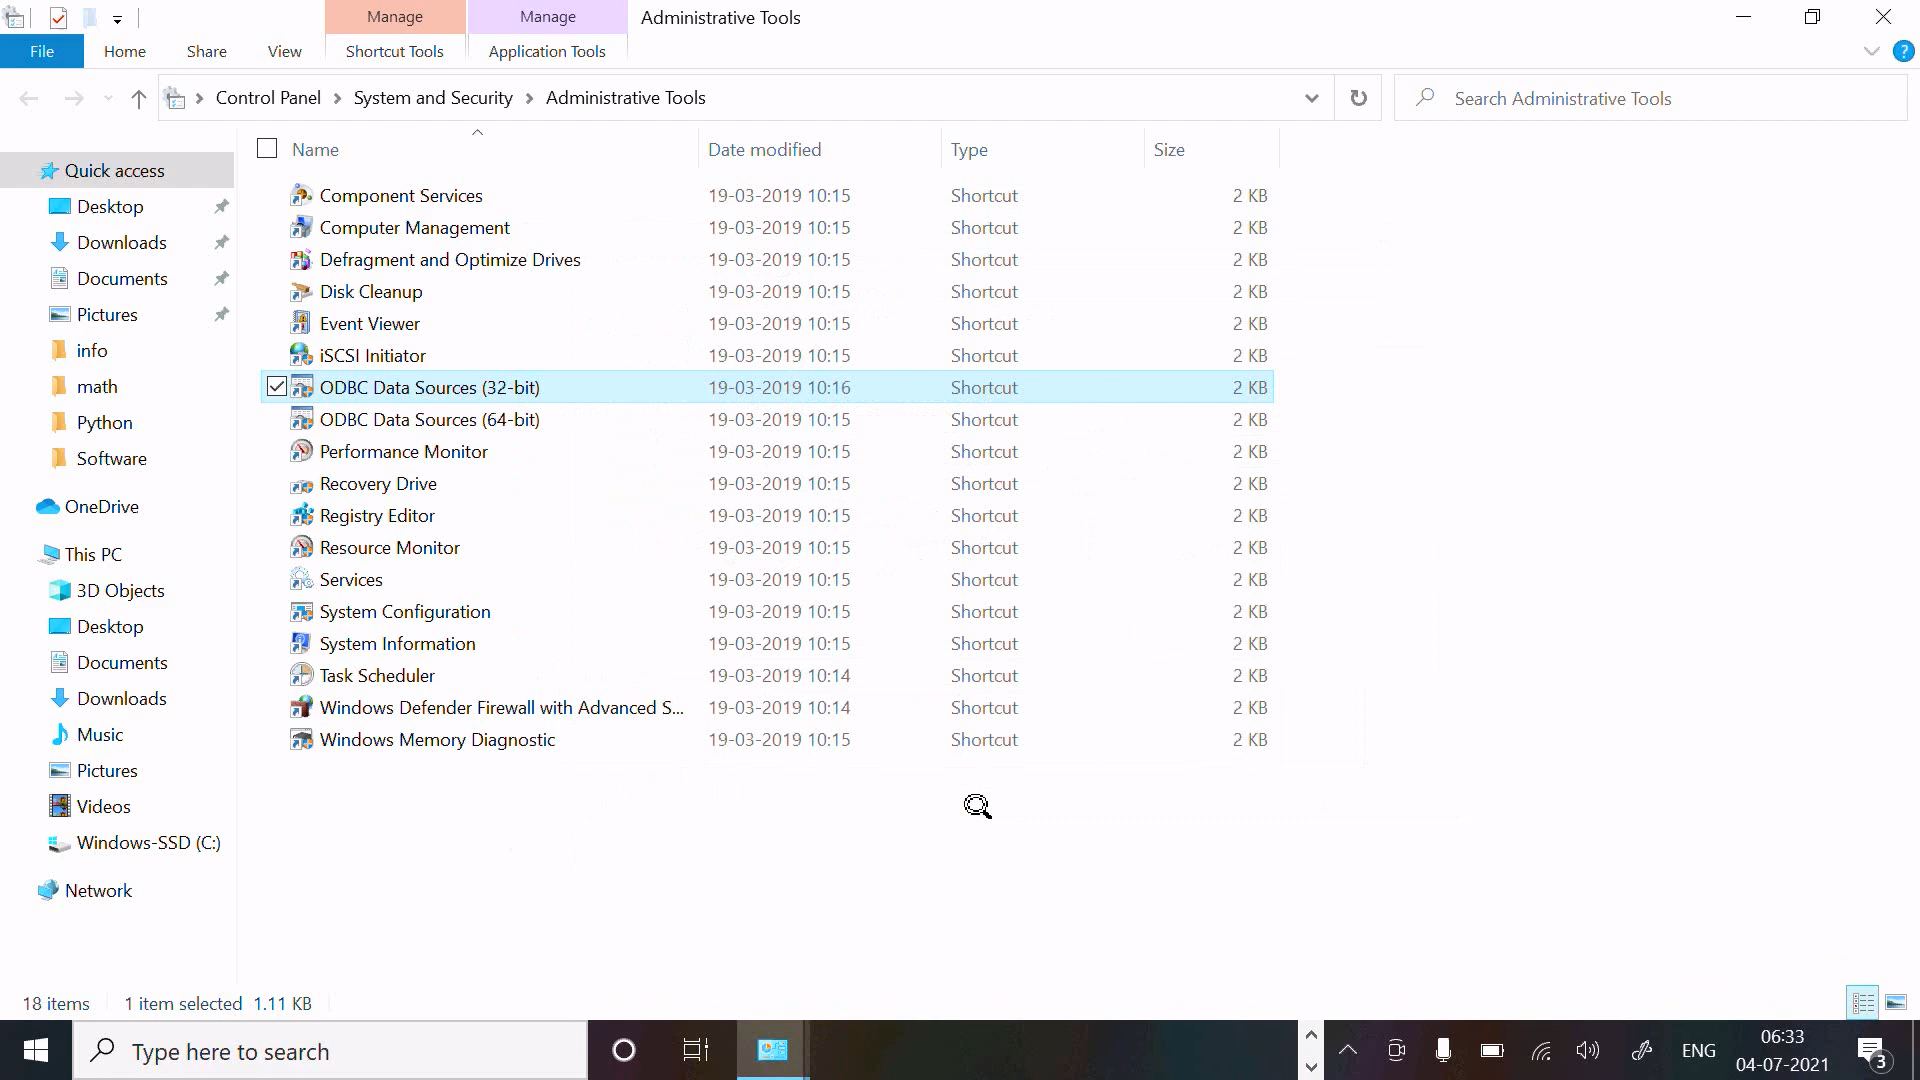 Manage
Manage
Administrative Tools
File
Home
Share
View
Shortcut Tools
Application Tools
?
Control Panel
System and Security
Administrative Tools
Search Administrative Tools
Name
Date modified
Type
Size
Quick access
Desktop
Downloads
Documents
Pictures
info
math
Python
Software
OneDrive
This PC
3D Objects
Desktop
Documents
Downloads
Music
Pictures
Videos
Windows-SSD (C:)
Network
Component Services 19-03-2019 10:15 Shortcut 2 KB
Computer Management 19-03-2019 10:15 Shortcut 2 KB
Defragment and Optimize Drives 19-03-2019 10:15 Shortcut 2 KB
Disk Cleanup 19-03-2019 10:15 Shortcut 2 KB
Event Viewer 19-03-2019 10:15 Shortcut 2 KB
iSCSI Initiator 19-03-2019 10:15 Shortcut 2 KB
ODBC Data Sources (32-bit) 19-03-2019 10:16 Shortcut 2 KB
ODBC Data Sources (64-bit) 19-03-2019 10:15 Shortcut 2 KB
Performance Monitor 19-03-2019 10:15 Shortcut 2 KB
Recovery Drive 19-03-2019 10:15 Shortcut 2 KB
Registry Editor 19-03-2019 10:15 Shortcut 2 KB
Resource Monitor 19-03-2019 10:15 Shortcut 2 KB
Services 19-03-2019 10:15 Shortcut 2 KB
System Configuration 19-03-2019 10:15 Shortcut 2 KB
System Information 19-03-2019 10:15 Shortcut 2 KB
Task Scheduler 19-03-2019 10:14 Shortcut 2 KB
Windows Defender Firewall with Advanced S... 19-03-2019 10:14 Shortcut 2 KB
Windows Memory Diagnostic 19-03-2019 10:15 Shortcut 2 KB
18 items 1 item selected 1.11 KB
Type here to search
ENG
06:33
04-07-2021
3